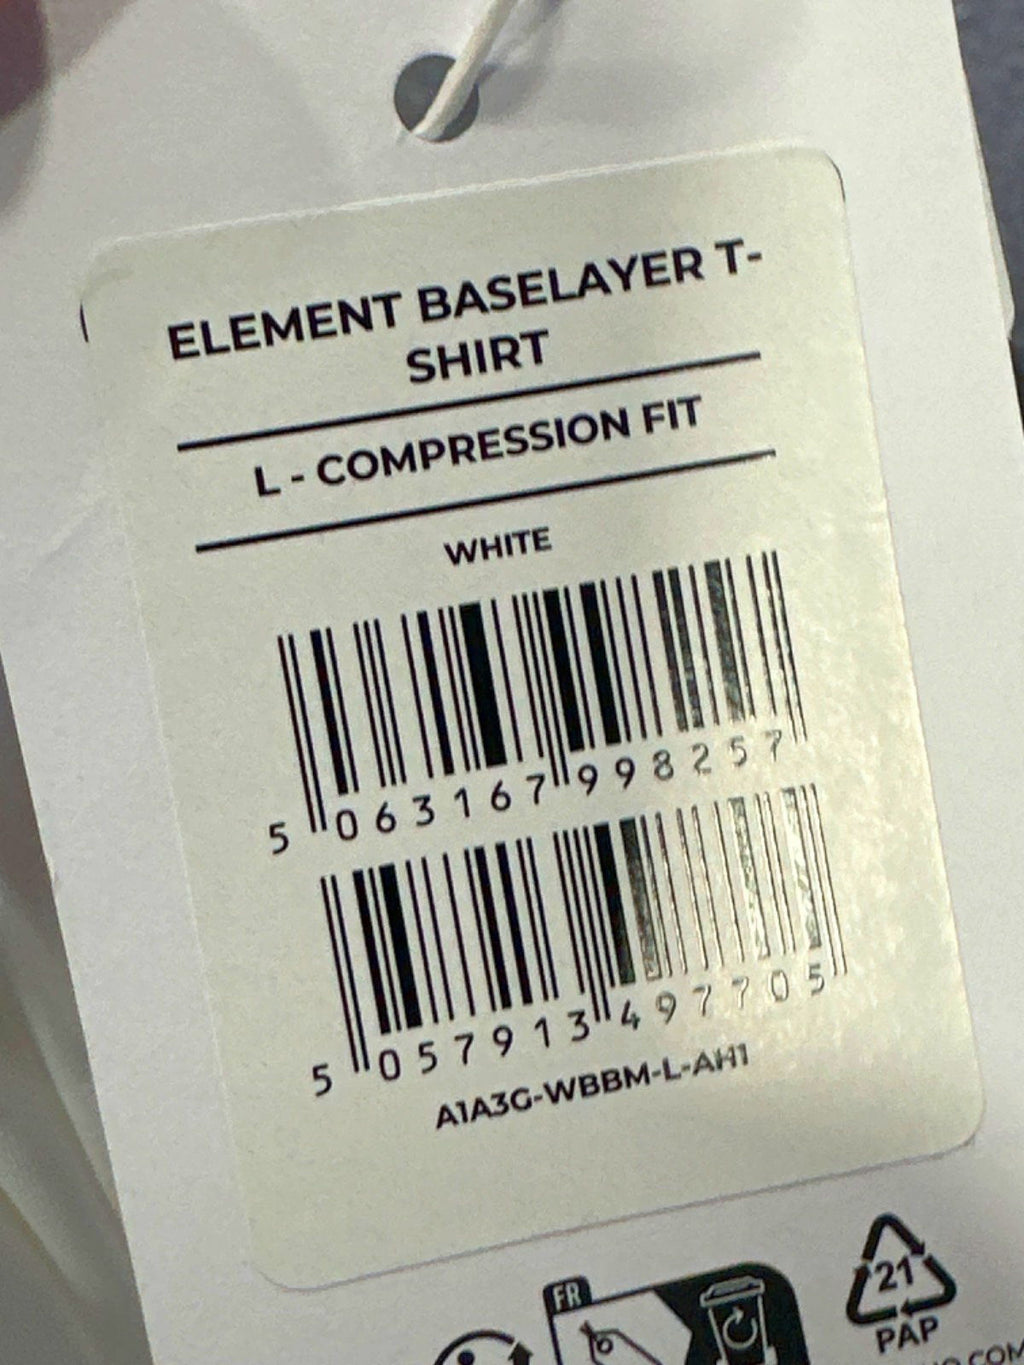 ELEMENT BASELAYER T-
SHIRT
L - COMPRESSION FIT
WHITE
5 063167 998257
5 057913 497705
A1A3G-WBBM-L-AH1
FR
21
PAP